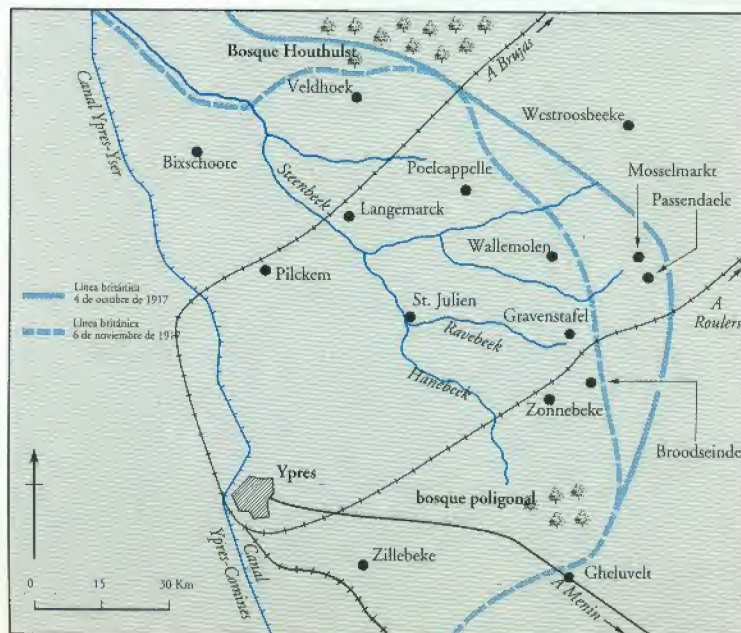 Bosque Houthulst
A Brujas
Veldhoek
Westroosbeeke
Canal Ypres-Yser
Bixschoote
Steenbeek
Poelcappelle
Mosselmarkt
Passendaele
Langemarck
Wallemolen
Pilckem
Línea británica
4 de octubre de 1917
Línea británica
6 de noviembre de 1917
St. Julien
Gravenstafel
A
Roulers
Ravebeek
Hanebeek
Zonnebeke
Broodseinde
Ypres
bosque poligonal
Canal
Ypres-Comines
Zillebeke
Gheluvelt
A Menin
0 15 30 Km